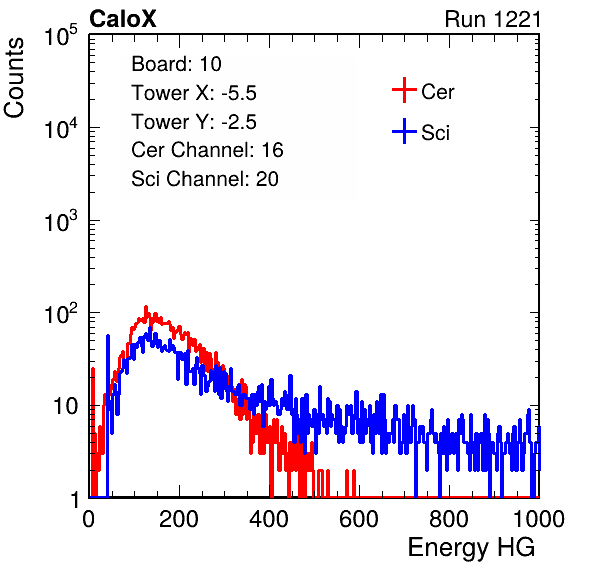 CaloX Run 1221
Counts
10^5
10^4
10^3
10^2
10
1
Board: 10
Tower X: -5.5
Tower Y: -2.5
Cer Channel: 16
Sci Channel: 20
Cer
Sci
0 200 400 600 800 1000
Energy HG